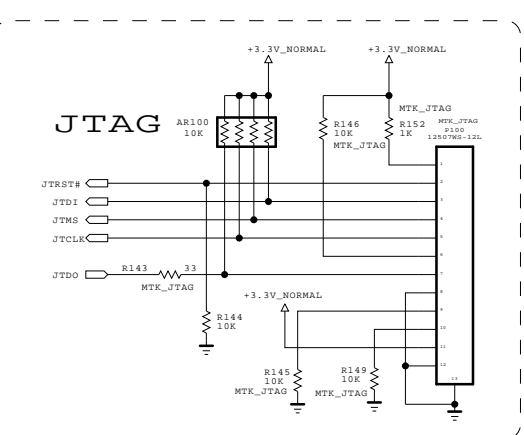 +3.3V_NORMAL
+3.3V_NORMAL
JTAG
AR100
10K
R146
10K
MTK_JTAG
MTK_JTAG
R152
1K
MTK_JTAG
P100
12507WS-12L
1
JTRST#
2
JTDI
3
JTMS
4
JTCLK
5
6
JTDO
R143
33
MTK_JTAG
7
+3.3V_NORMAL
8
9
R144
10K
10
11
R145
10K
MTK_JTAG
R149
10K
MTK_JTAG
12
13